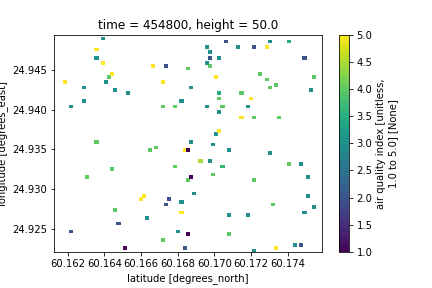 time = 454800, height = 50.0
24.945
24.940
24.935
24.930
24.925
longitude [degrees_east]
60.162 60.164 60.166 60.168 60.170 60.172 60.174
latitude [degrees_north]
5.0
4.5
4.0
3.5
3.0
2.5
2.0
1.5
1.0
air quality index [unitless,
1.0 to 5.0] [None]